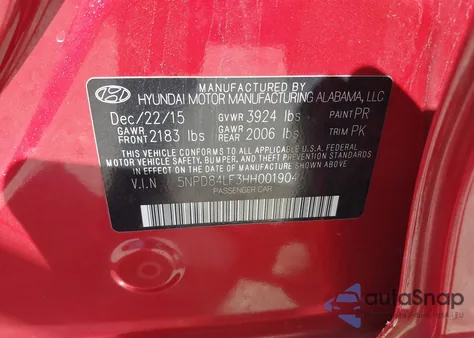 MANUFACTURED BY
HYUNDAI MOTOR MANUFACTURING ALABAMA, LLC
Dec/22/15 GVWR 3924 lbs PAINT PR
GAWR FRONT 2183 lbs GAWR REAR 2006 lbs TRIM PK
THIS VEHICLE CONFORMS TO ALL APPLICABLE FEDERAL
MOTOR VEHICLE SAFETY, BUMPER, AND THEFT PREVENTION
STANDARDS IN EFFECT ON THE DATE OF MANUFACTURE
SHOWN ABOVE.
V.I.N
PASSENGER CAR
autoSnap